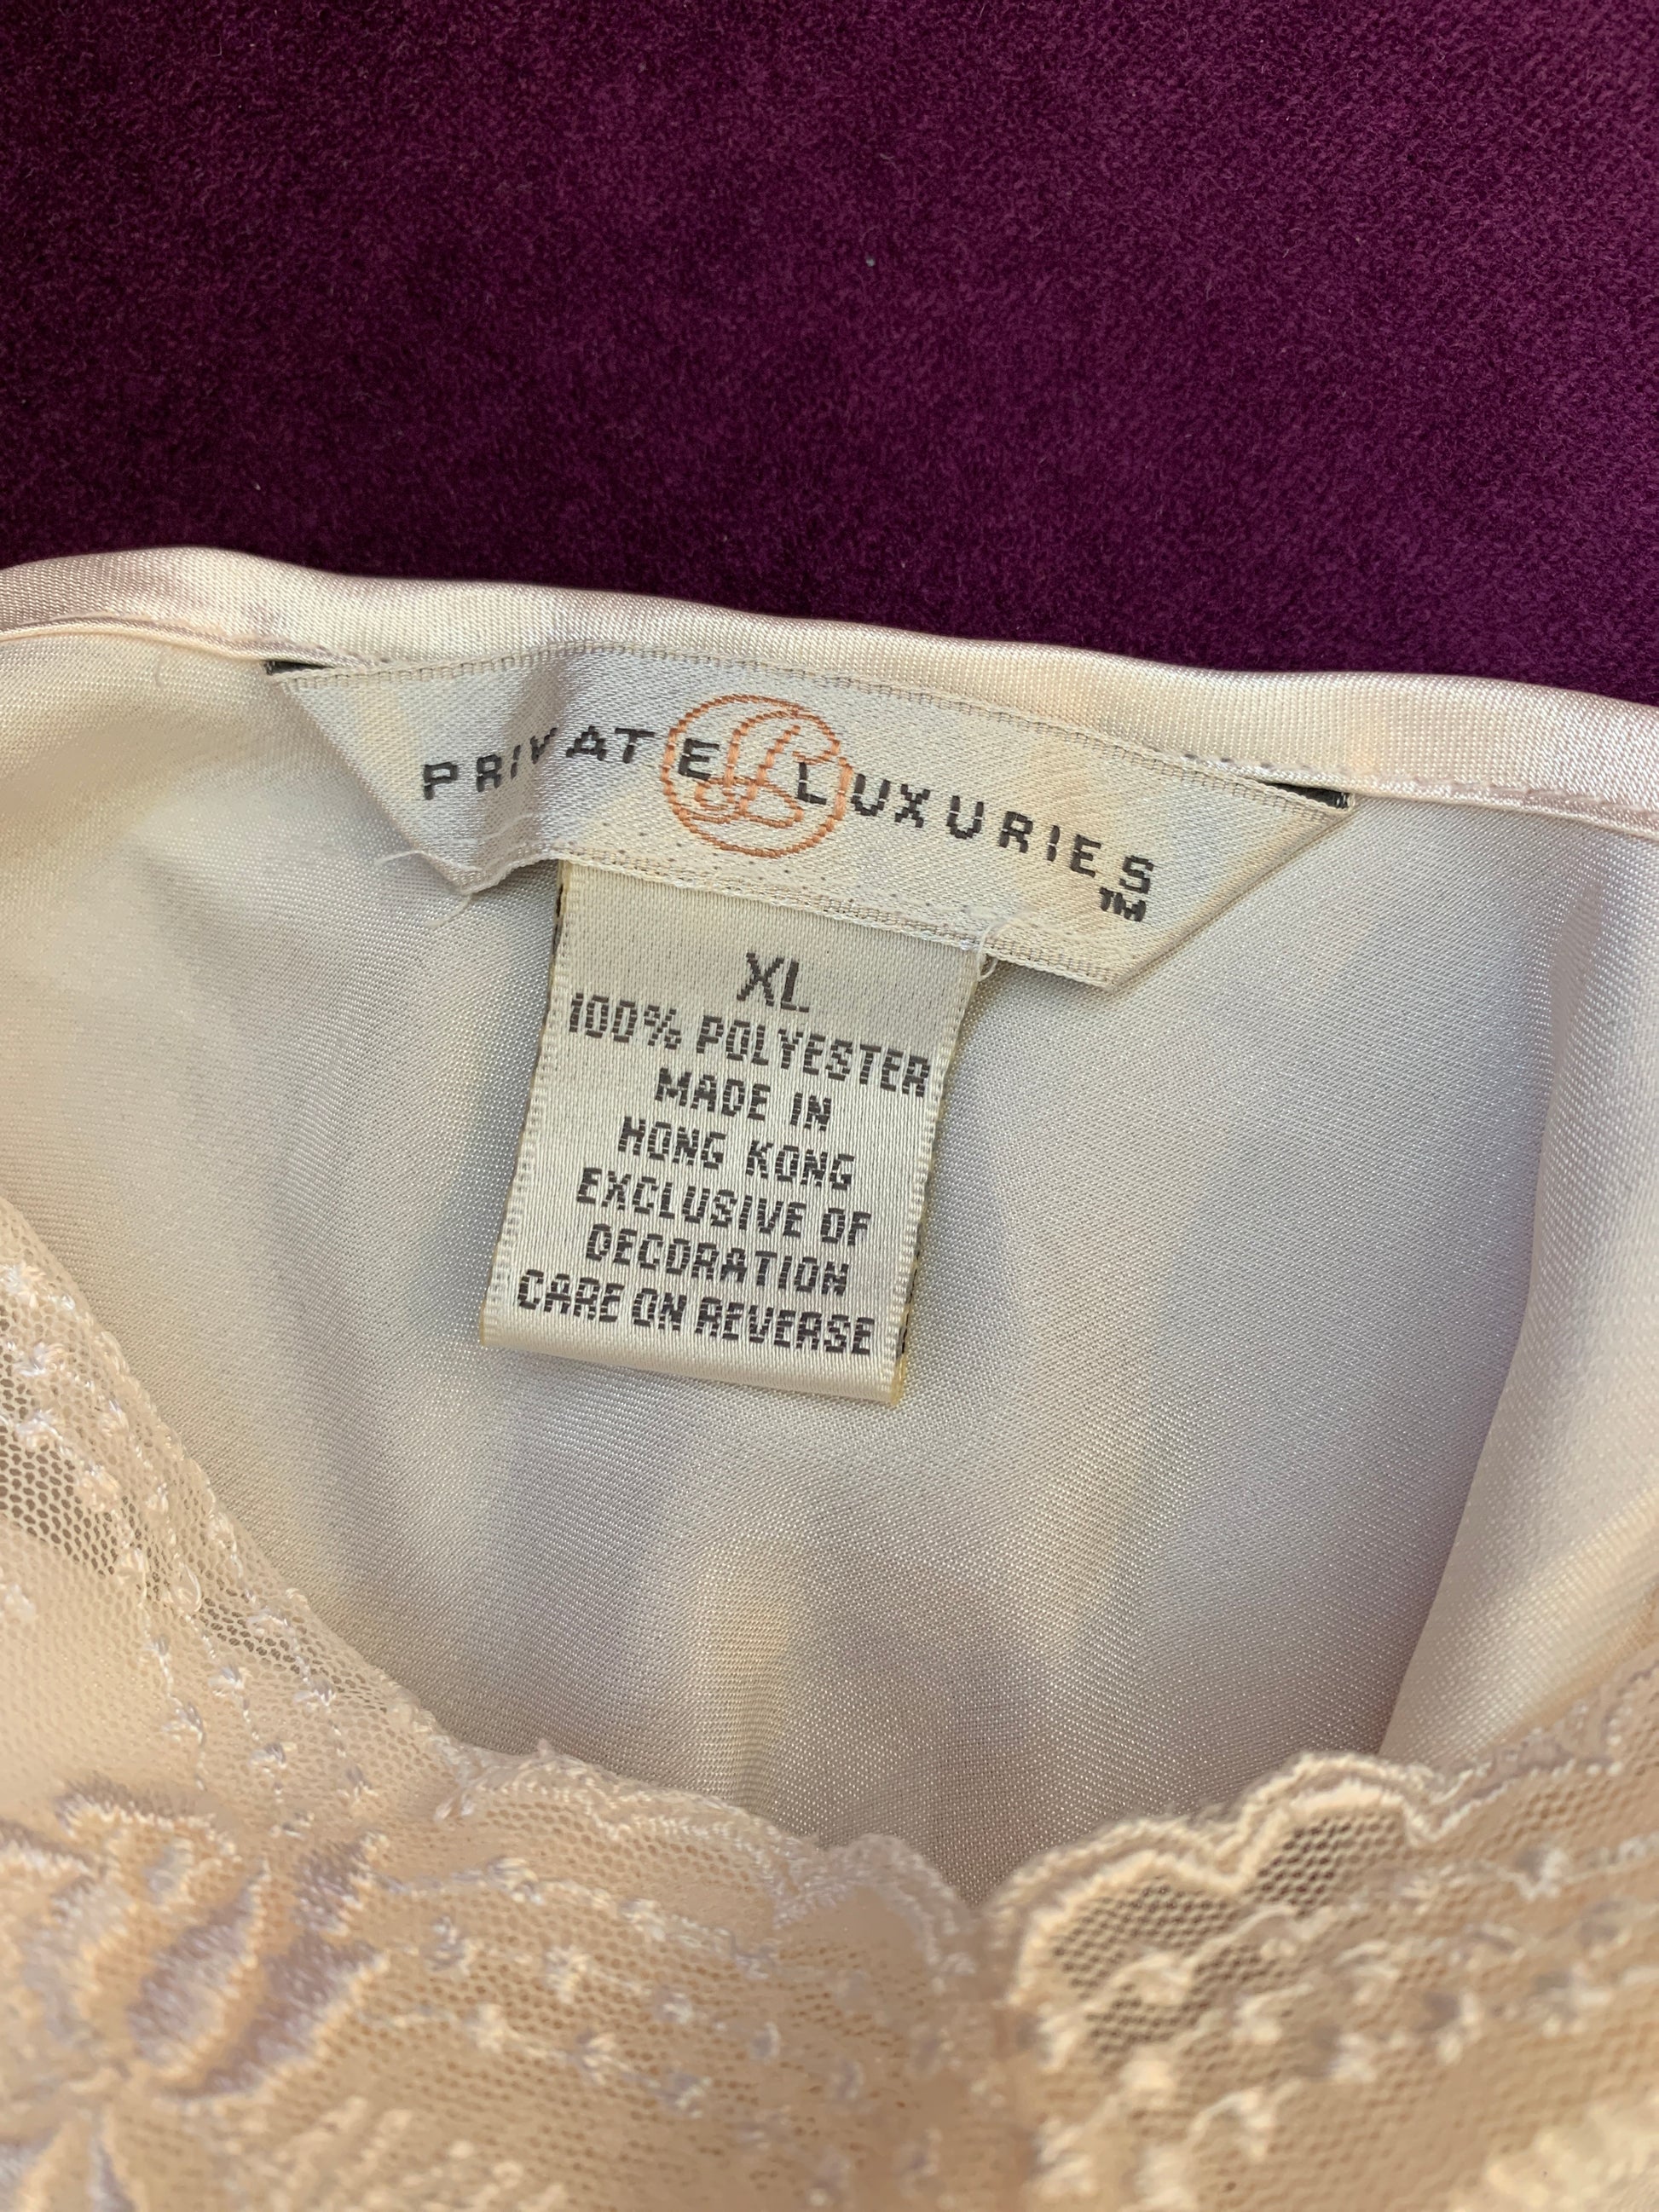 PRIVATE LUXURIES
TM
XL
100% POLYESTER
MADE IN
HONG KONG
EXCLUSIVE OF
DECORATION
CARE ON REVERSE